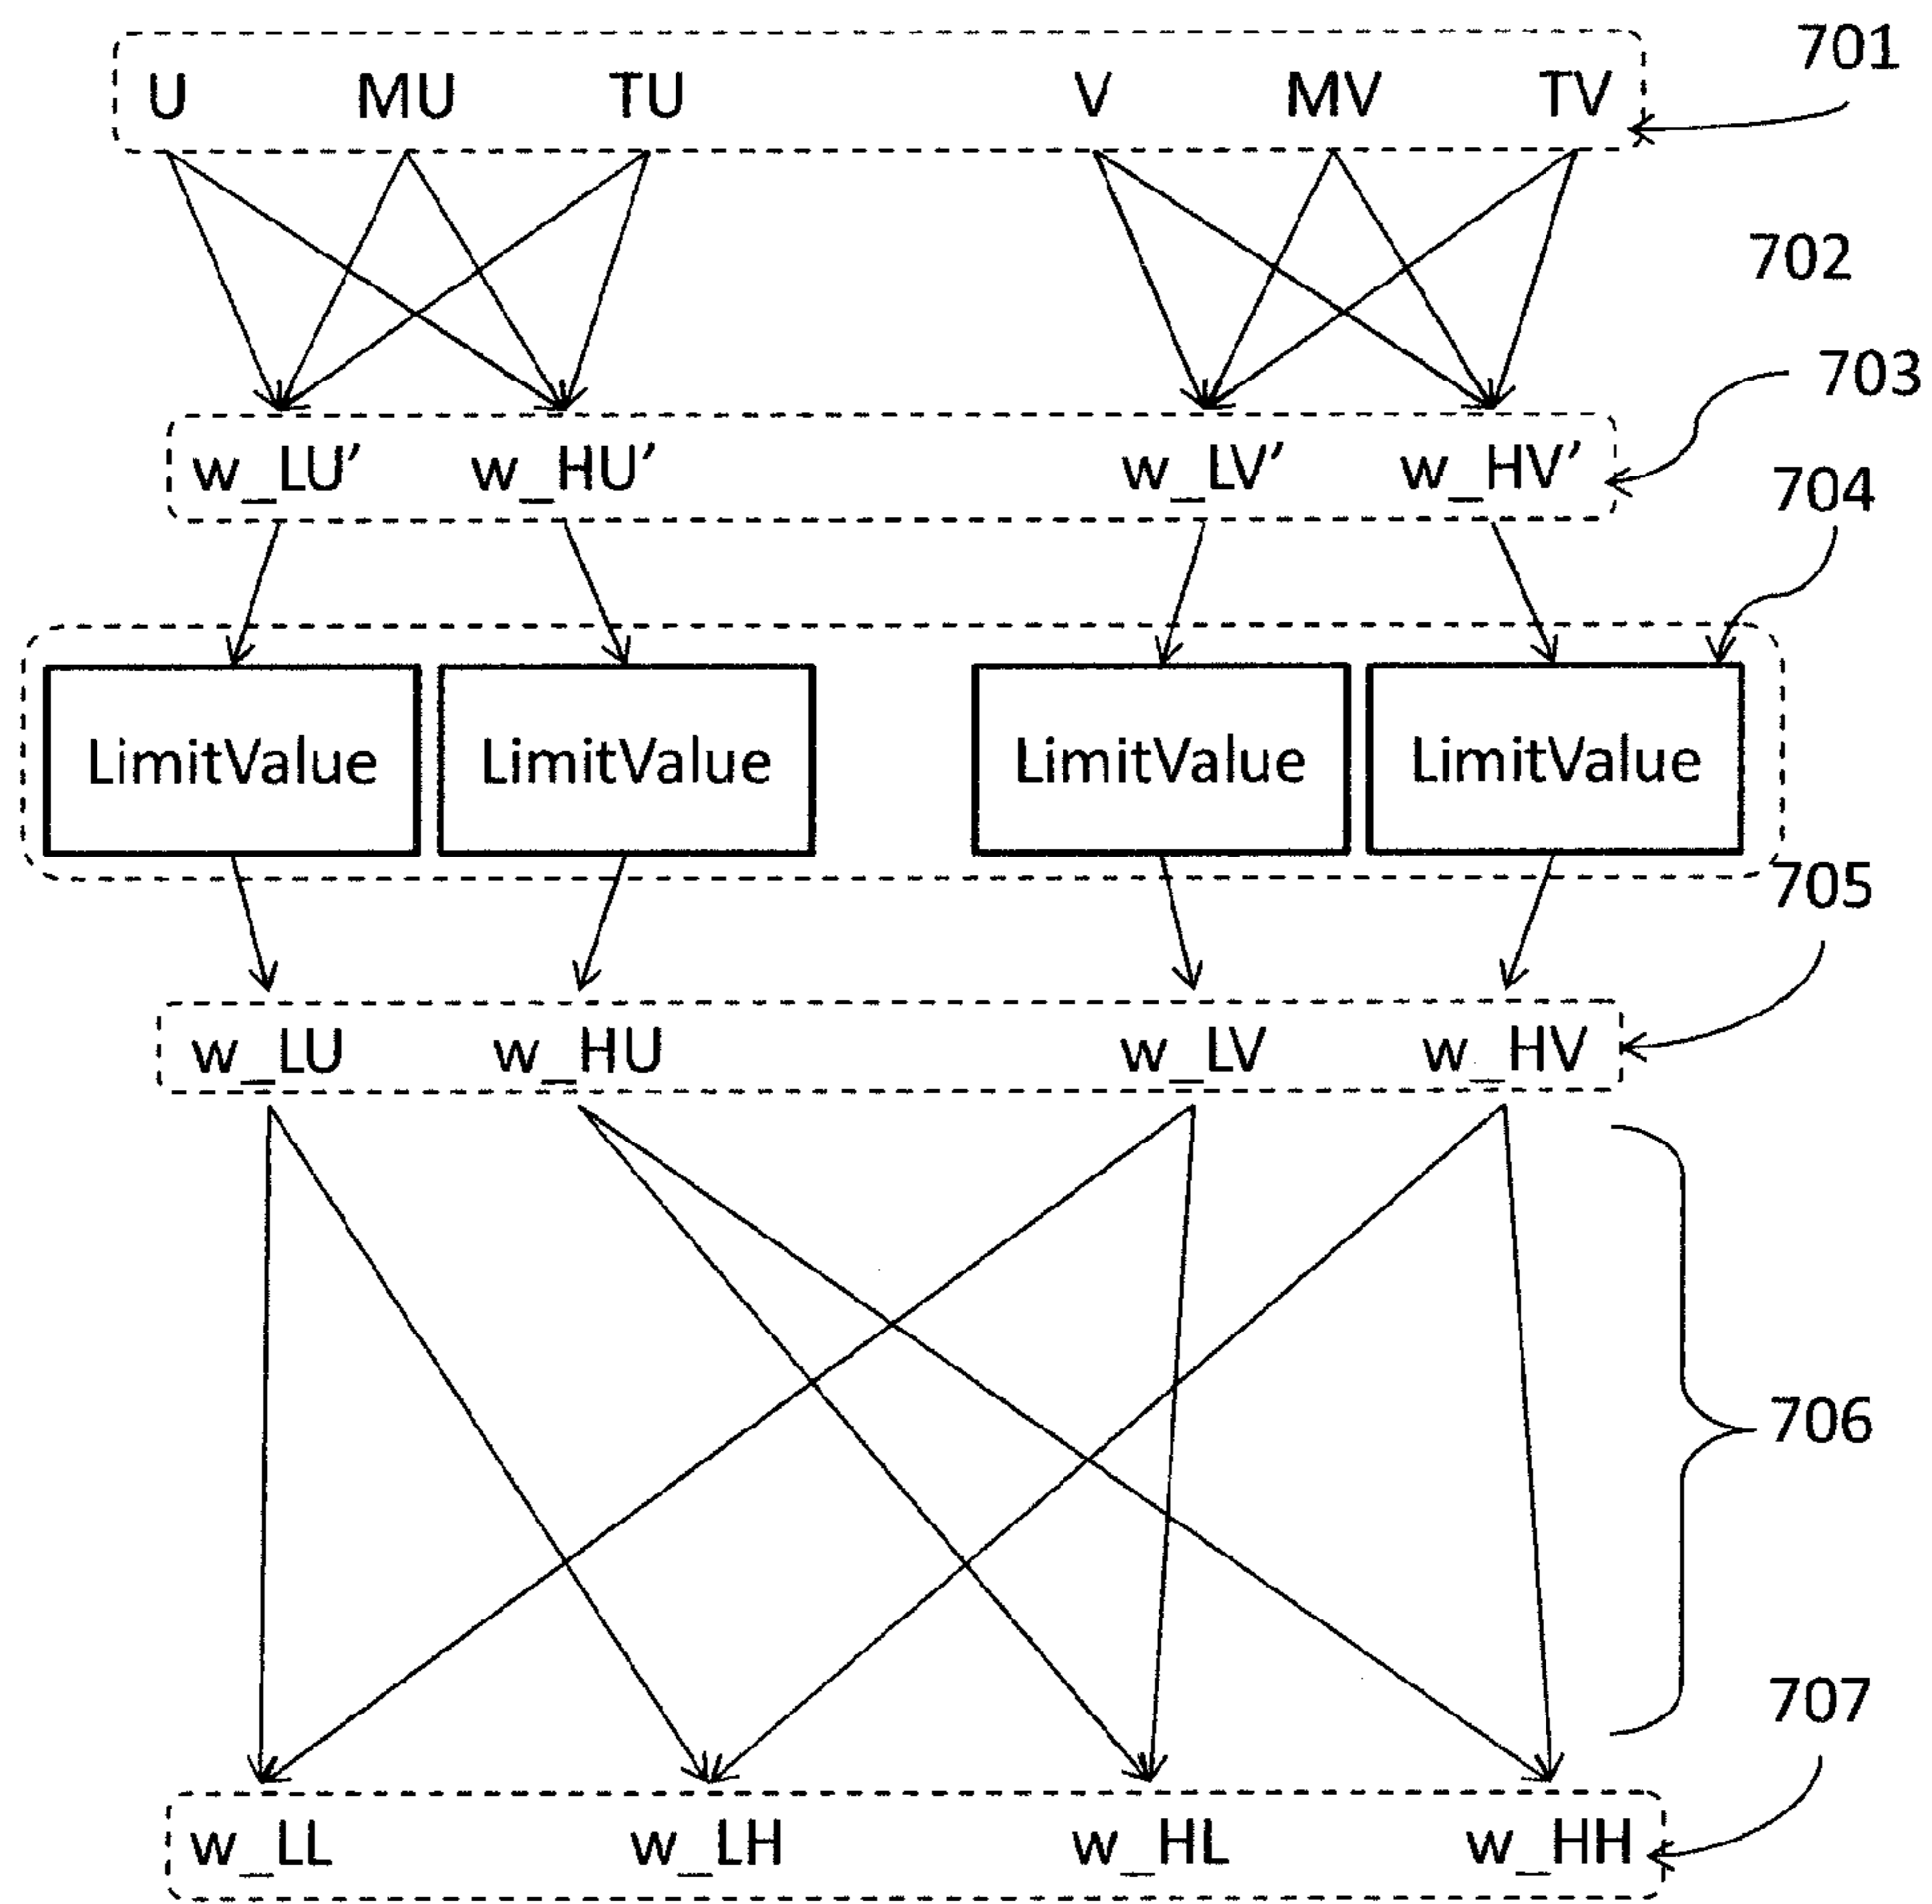 701
U MU TU V MV TV
702
703
w_LU’ w_HU’ w_LV’ w_HV’
704
LimitValue LimitValue LimitValue LimitValue
705
w_LU w_HU w_LV w_HV
706
707
w_LL w_LH w_HL w_HH